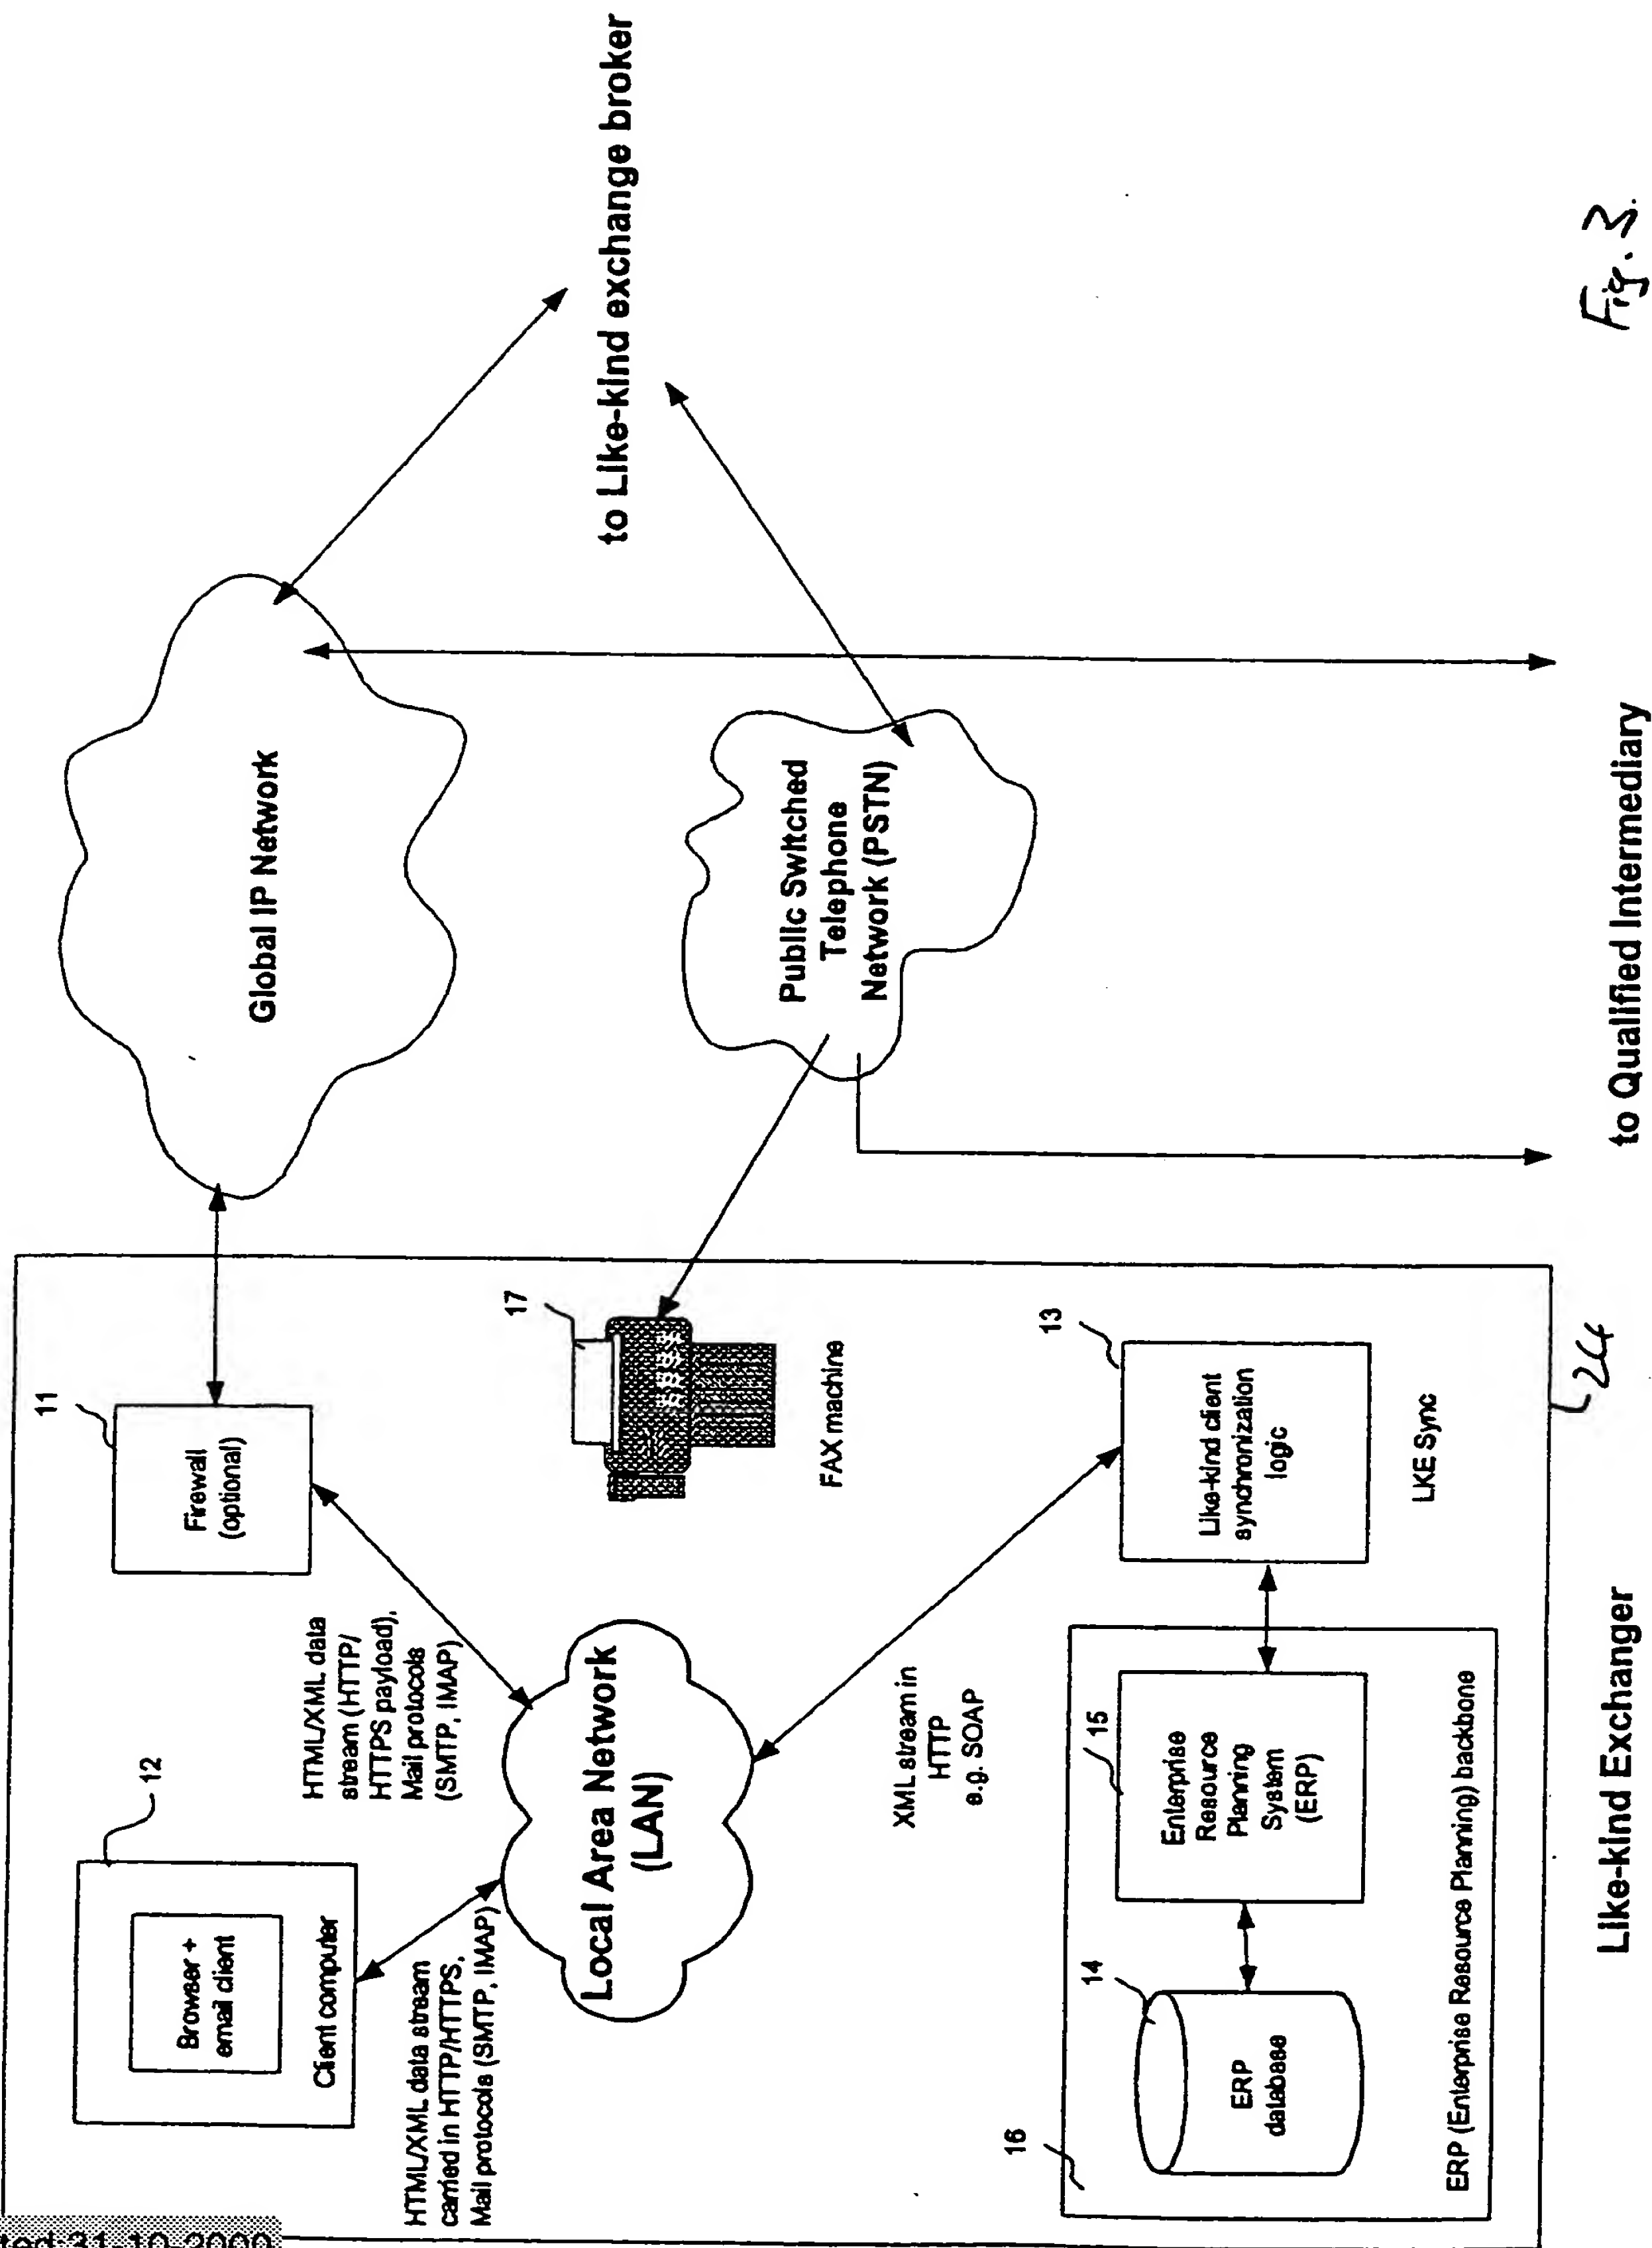 12
Browser +
email client
Client computer
11
Firewall
(optional)
HTML/XML data
stream (HTTP/
HTTPS payload),
Mail protocols
(SMTP, IMAP)
HTML/XML data stream
carried in HTTP/HTTPS,
Mail protocols (SMTP, IMAP)
Local Area Network
(LAN)
17
FAX machine
Global IP Network
Public Switched
Telephone
Network (PSTN)
to Like-kind exchange broker
XML stream in
HTTP
e.g. SOAP
13
Like-kind client
synchronization
logic
LKE Sync
16
14
ERP
database
15
Enterprise
Resource
Planning
System
(ERP)
ERP (Enterprise Resource Planning) backbone
24
Like-kind Exchanger
to Qualified Intermediary
Fig. 3.
31-10-2000